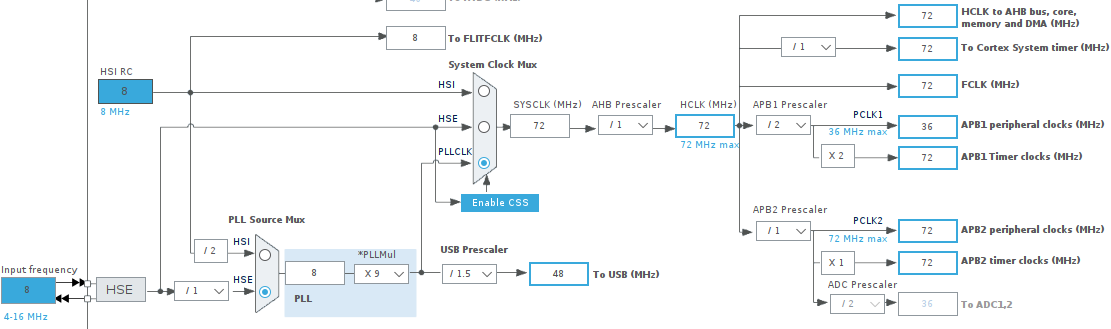 8
To FLITFCLK (MHz)
HSI RC
8
8 MHz
System Clock Mux
HSI
HSE
PLLCLK
Enable CSS
SYSCLK (MHz)
72
AHB Prescaler
/ 1
HCLK (MHz)
72
72 MHz max
72
HCLK to AHB bus, core,
memory and DMA (MHz)
/ 1
72
To Cortex System timer (MHz)
72
FCLK (MHz)
APB1 Prescaler
/ 2
PCLK1
36 MHz max
36
APB1 peripheral clocks (MHz)
X 2
72
APB1 Timer clocks (MHz)
APB2 Prescaler
/ 1
PCLK2
72 MHz max
72
APB2 peripheral clocks (MHz)
X 1
72
APB2 timer clocks (MHz)
ADC Prescaler
/ 2
36
To ADC1,2
PLL Source Mux
/ 2
HSI
HSE
Input frequency
8
4-16 MHz
HSE
/ 1
8
PLL
*PLLMul
X 9
USB Prescaler
/ 1.5
48
To USB (MHz)